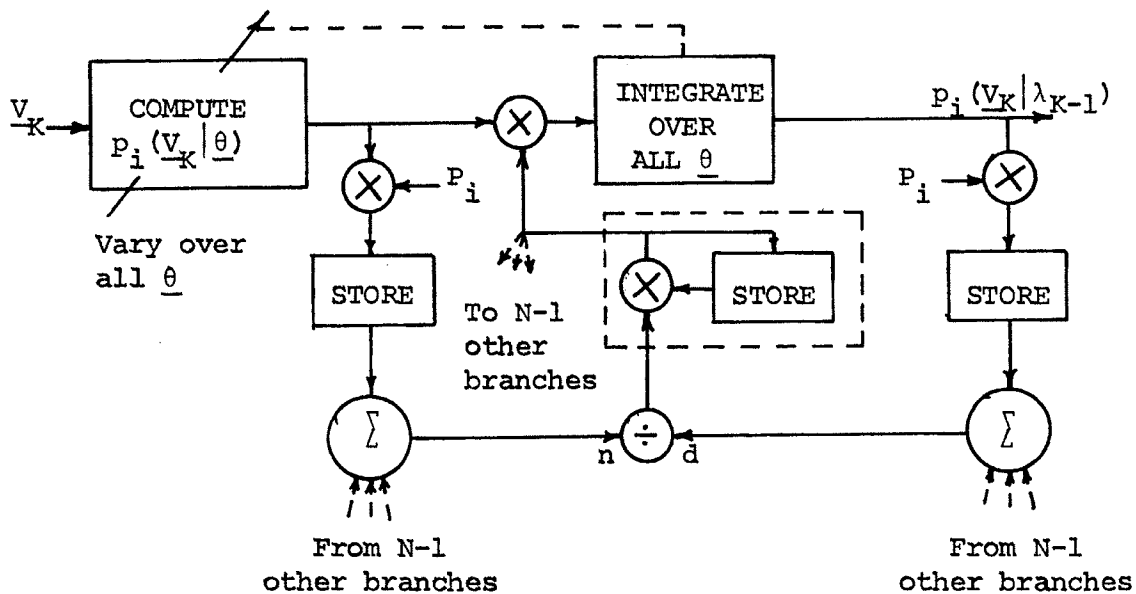 V_K
COMPUTE
p_i(V_K|θ)
Vary over
all θ
×
P_i
STORE
Σ
From N-1
other branches
×
To N-1
other
branches
INTEGRATE
OVER
ALL θ
×
STORE
÷
n
d
p_i(V_K|λ_{K-1})
P_i
×
STORE
Σ
From N-1
other branches